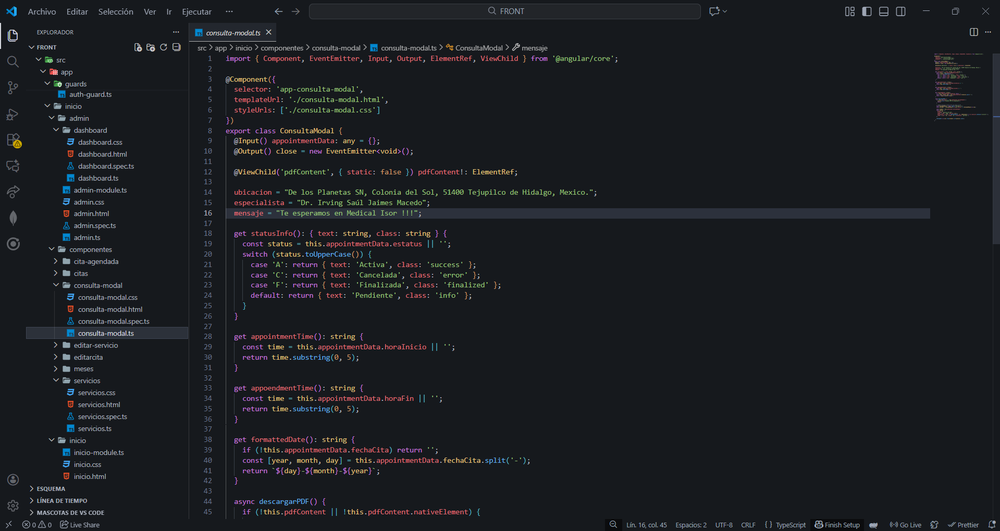 Archivo Editar Selección Ver Ir Ejecutar ··· FRONT
EXPLORADOR ···
FRONT
src
app
guards
auth-guard.ts
inicio
admin
dashboard
dashboard.css
dashboard.html
dashboard.spec.ts
dashboard.ts
admin-module.ts
admin.css
admin.html
admin.spec.ts
admin.ts
componentes
cita-agendada
citas
consulta-modal
consulta-modal.css
consulta-modal.html
consulta-modal.spec.ts
consulta-modal.ts
editar-servicio
editarcita
meses
servicios
servicios.css
servicios.html
servicios.spec.ts
servicios.ts
inicio
inicio-module.ts
inicio.css
inicio.html
ESQUEMA
LÍNEA DE TIEMPO
MASCOTAS DE VS CODE
consulta-modal.ts
src > app > inicio > componentes > consulta-modal > consulta-modal.ts > ConsultaModal > mensaje
1 import { Component, EventEmitter, Input, Output, ElementRef, ViewChild } from '@angular/core';
2
3 @Component({
4 selector: 'app-consulta-modal',
5 templateUrl: './consulta-modal.html',
6 styleUrls: ['./consulta-modal.css']
7 })
8 export class ConsultaModal {
9 @Input() appointmentData: any = {};
10 @Output() close = new EventEmitter<void>();
11
12 @ViewChild('pdfContent', { static: false }) pdfContent!: ElementRef;
13
14 ubicacion = "De los Planetas SN, Colonia del Sol, 51400 Tejupilco de Hidalgo, Mexico.";
15 especialista = "Dr. Irving Saúl Jaimes Macedo";
16 mensaje = "Te esperamos en Medical Isor !!!";
17
18 get statusInfo(): { text: string, class: string } {
19 const status = this.appointmentData.estatus || '';
20 switch (status.toUpperCase()) {
21 case 'A': return { text: 'Activa', class: 'success' };
22 case 'C': return { text: 'Cancelada', class: 'error' };
23 case 'F': return { text: 'Finalizada', class: 'finalized' };
24 default: return { text: 'Pendiente', class: 'info' };
25 }
26 }
27
28 get appointmentTime(): string {
29 const time = this.appointmentData.horaInicio || '';
30 return time.substring(0, 5);
31 }
32
33 get appoendmentTime(): string {
34 const time = this.appointmentData.horaFin || '';
35 return time.substring(0, 5);
36 }
37
38 get formattedDate(): string {
39 if (!this.appointmentData.fechaCita) return '';
40 const [year, month, day] = this.appointmentData.fechaCita.split('-');
41 return `${day}-${month}-${year}`;
42 }
43
44 async descargarPDF() {
45 if (!this.pdfContent || !this.pdfContent.nativeElement) {
0 0 Live Share Lín. 16, col. 45 Espacios: 2 UTF-8 CRLF { } TypeScript Finish Setup Go Live Prettier